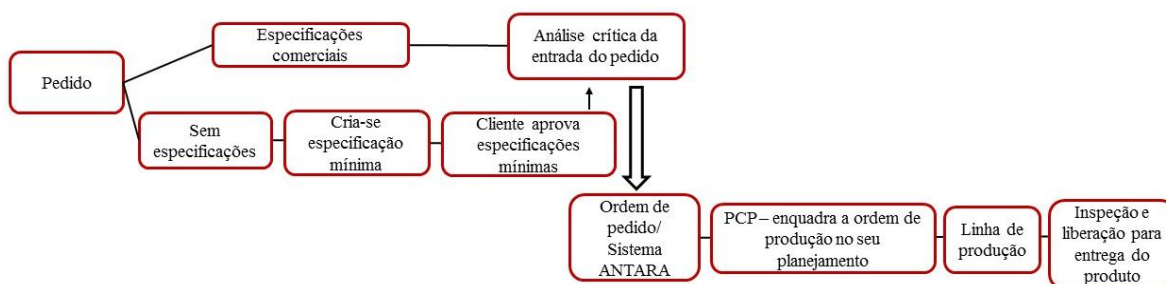 Especificações
comerciais
Análise crítica da
entrada do pedido
Pedido
Sem
especificações
Cria-se
especificação
mínima
Cliente aprova
especificações
mínimas
Ordem de
pedido/
Sistema
ANTARA
PCP – enquadra a ordem de
produção no seu
planejamento
Linha de
produção
Inspeção e
liberação para
entrega do
produto